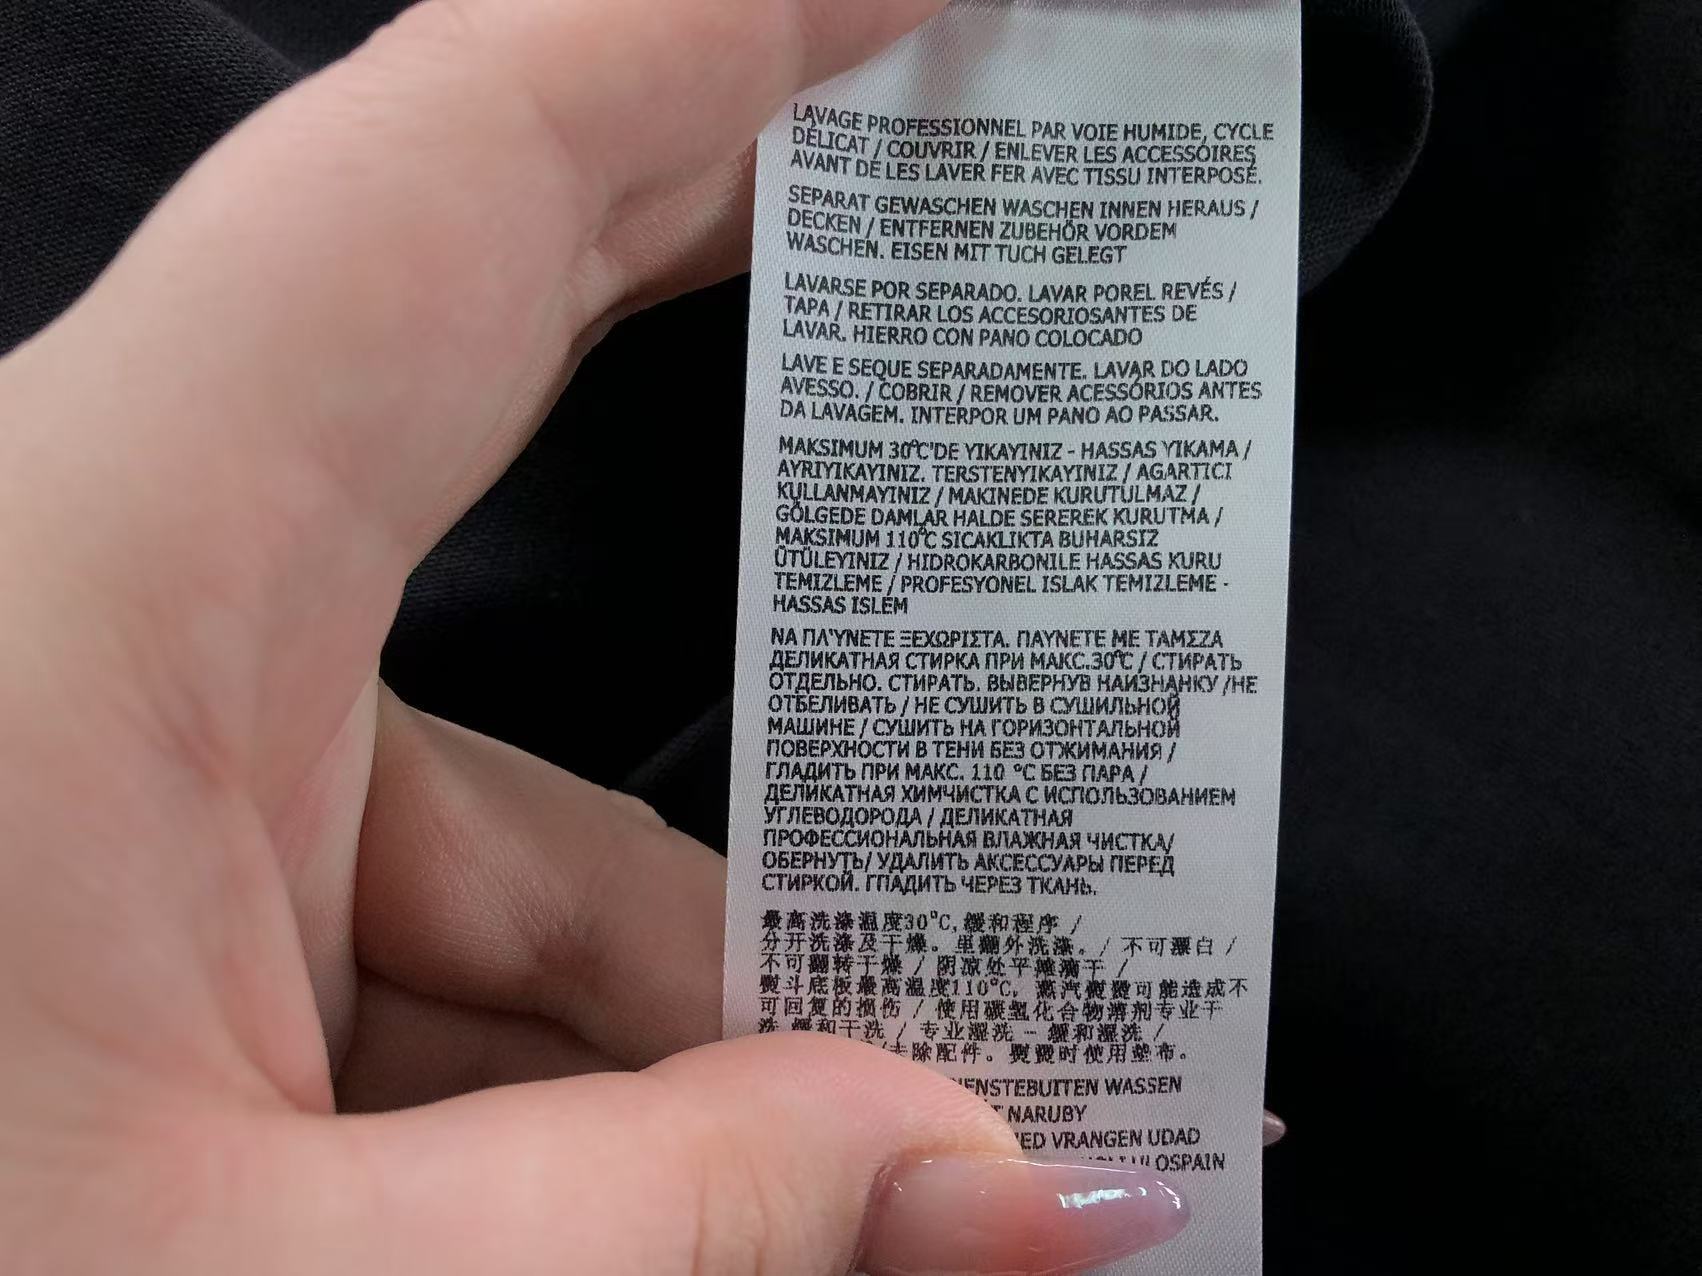 LAVAGE PROFESSIONNEL PAR VOIE HUMIDE, CYCLE
DÉLICAT / COUVRIR / ENLEVER LES ACCESSOIRES
AVANT DE LES LAVER FER AVEC TISSU INTERPOSÉ.
SEPARAT GEWASCHEN WASCHEN INNEN HERAUS /
DECKEN / ENTFERNEN ZUBEHÖR VORDEM
WASCHEN. EISEN MIT TUCH GELEGT
LAVARSE POR SEPARADO. LAVAR POREL REVÉS /
TAPA / RETIRAR LOS ACCESORIOSANTES DE
LAVAR. HIERRO CON PANO COLOCADO
LAVE E SEQUE SEPARADAMENTE. LAVAR DO LADO
AVESSO. / COBRIR / REMOVER ACESSÓRIOS ANTES
DA LAVAGEM. INTERPOR UM PANO AO PASSAR.
MAKSIMUM 30°C'DE YIKAYINIZ - HASSAS YIKAMA /
AYRIYIKAYINIZ. TERSTENYIKAYINIZ / AGARTICI
KULLANMAYINIZ / MAKINEDE KURUTULMAZ /
GÖLGEDE DAMLAR HALDE SEREREK KURUTMA /
MAKSIMUM 110°C SICAKLIKTA BUHARSIZ
ÜTÜLEYINIZ / HIDROKARBONILE HASSAS KURU
TEMIZLEME / PROFESYONEL ISLAK TEMIZLEME -
HASSAS ISLEM
ΝΑ ΠΛΎΝΕΤΕ ΞΕΧΩΡΙΣΤΑ. ΠΛΥΝΕΤΕ ΜΕ ΤΑΜΣΖΑ
ДЕЛИКАТНАЯ СТИРКА ПРИ МАКС.30°C / СТИРАТЬ
ОТДЕЛЬНО. СТИРАТЬ. ВЫВЕРНУВ НАИЗНАНКУ /НЕ
ОТБЕЛИВАТЬ / НЕ СУШИТЬ В СУШИЛЬНОЙ
МАШИНЕ / СУШИТЬ НА ГОРИЗОНТАЛЬНОЙ
ПОВЕРХНОСТИ В ТЕНИ БЕЗ ОТЖИМАНИЯ /
ГЛАДИТЬ ПРИ МАКС. 110 °C БЕЗ ПАРА /
ДЕЛИКАТНАЯ ХИМЧИСТКА С ИСПОЛЬЗОВАНИЕМ
УГЛЕВОДОРОДА / ДЕЛИКАТНАЯ
ПРОФЕССИОНАЛЬНАЯ ВЛАЖНАЯ ЧИСТКА/
ОБЕРНУТЬ/ УДАЛИТЬ АКСЕССУАРЫ ПЕРЕД
СТИРКОЙ. ГЛАДИТЬ ЧЕРЕЗ ТКАНЬ.
最高洗涤温度30°C,缓和程序 /
分开洗涤及干燥。里翻外洗涤。/ 不可漂白 /
不可翻转干燥 / 阴凉处平摊滴干 /
熨斗底板最高温度110°C。蒸汽熨烫可能造成不
可回复的损伤 / 使用碳氢化合物溶剂专业干
洗 缓和干洗 / 专业湿洗 - 缓和湿洗 /
去除配件。熨烫时使用垫布。
NENSTEBUITEN WASSEN
NARUBY
VRANGEN UDAD